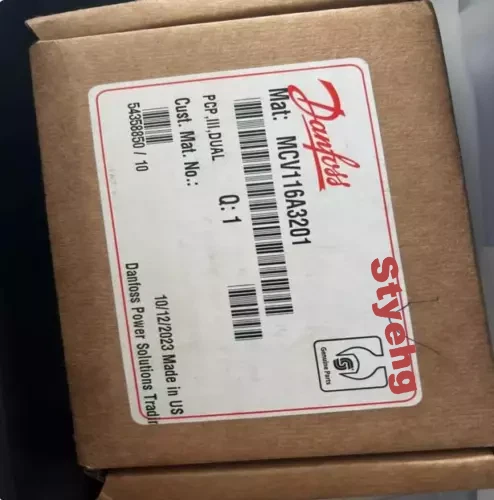 Danfoss
Mat: MCV116A3201
PCP,III,DUAL
Q: 1
Cust. Mat. No.:
54358850 / 10
10/12/2023 Made in US
Danfoss Power Solutions Tradin
Genuine Parts
Styehg